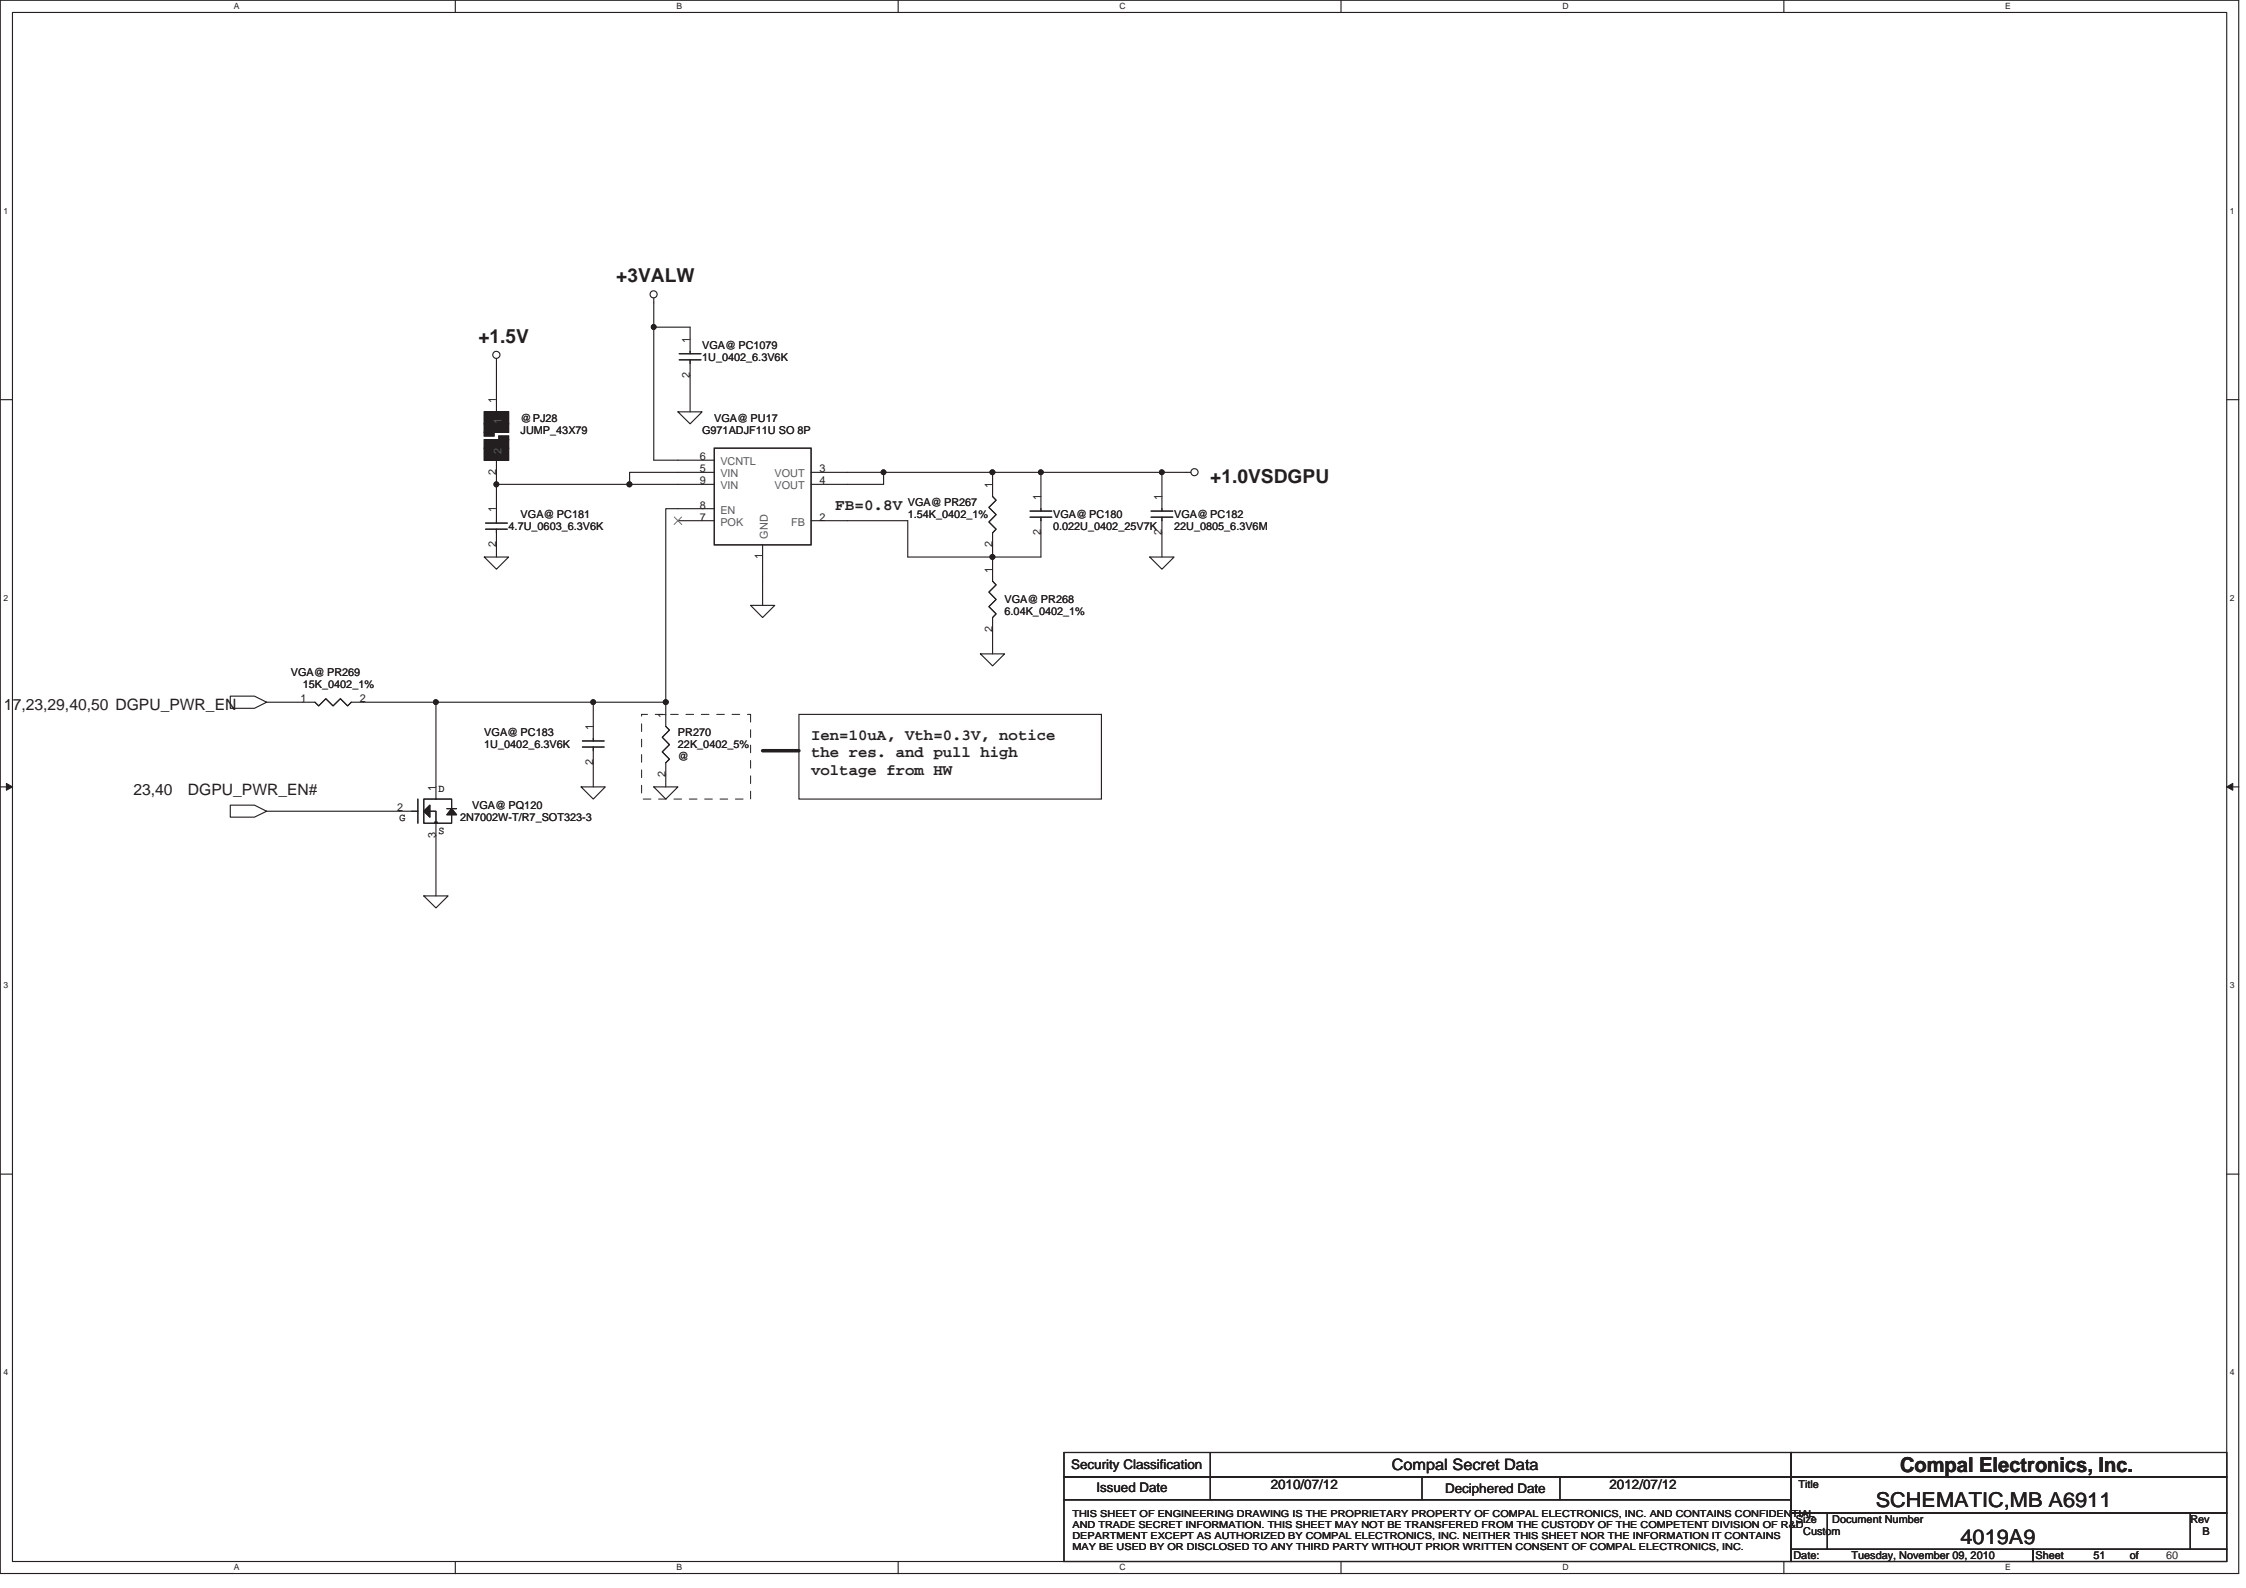 A B C D E
1 1
+3VALW
+1.5V
1
VGA@ PC1079
1U_0402_6.3V6K
2
1
1
@ PJ28
JUMP_43X79
2
2
VGA@ PU17
G971ADJF11U SO 8P
6 VCNTL
5 VIN VOUT 3
9 VIN VOUT 4
8 EN
7 POK FB 2
GND
1
+1.0VSDGPU
FB=0.8V
1
VGA@ PR267
1.54K_0402_1%
2
1
VGA@ PC180
0.022U_0402_25V7K
2
1
VGA@ PC182
22U_0805_6.3V6M
2
1
VGA@ PC181
4.7U_0603_6.3V6K
2
2 2
1
VGA@ PR268
6.04K_0402_1%
2
VGA@ PR269
15K_0402_1%
17,23,29,40,50 DGPU_PWR_EN
1 2
1
VGA@ PC183
1U_0402_6.3V6K
2
1
PR270
22K_0402_5%
@
2
Ien=10uA, Vth=0.3V, notice
the res. and pull high
voltage from HW
23,40 DGPU_PWR_EN#
1 D
2 G
VGA@ PQ120
2N7002W-T/R7_SOT323-3
3 S
3 3
4 4
Security Classification
Compal Secret Data
Issued Date
2010/07/12
Deciphered Date
2012/07/12
THIS SHEET OF ENGINEERING DRAWING IS THE PROPRIETARY PROPERTY OF COMPAL ELECTRONICS, INC. AND CONTAINS CONFIDENTIAL
AND TRADE SECRET INFORMATION. THIS SHEET MAY NOT BE TRANSFERED FROM THE CUSTODY OF THE COMPETENT DIVISION OF R&D
DEPARTMENT EXCEPT AS AUTHORIZED BY COMPAL ELECTRONICS, INC. NEITHER THIS SHEET NOR THE INFORMATION IT CONTAINS
MAY BE USED BY OR DISCLOSED TO ANY THIRD PARTY WITHOUT PRIOR WRITTEN CONSENT OF COMPAL ELECTRONICS, INC.
Compal Electronics, Inc.
Title
SCHEMATIC,MB A6911
Size
Custom
Document Number
4019A9
Rev
B
Date: Tuesday, November 09, 2010 Sheet 51 of 60
A B C D E